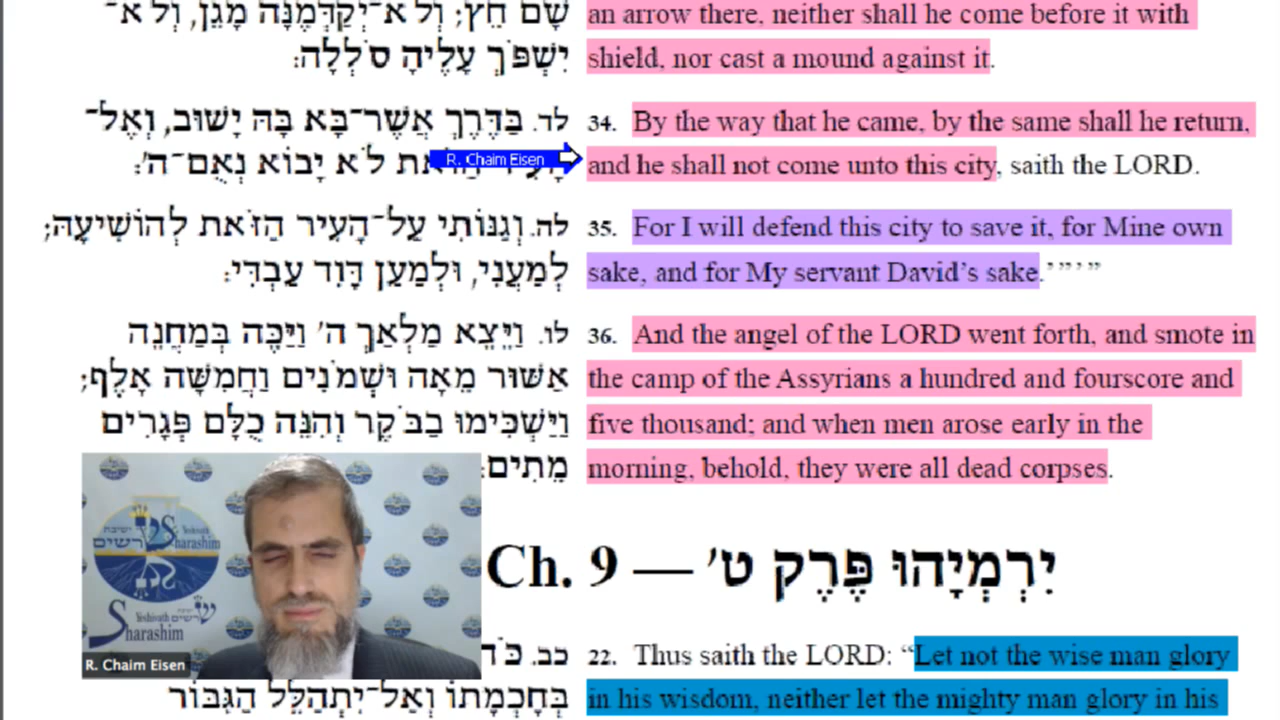 שָׁם חֵץ; וְלֹא־יְקַדְּמֶנָּה מָגֵן, וְלֹא־
יִשְׁפֹּךְ עָלֶיהָ סֹלְלָה:
an arrow there, neither shall he come before it with
shield, nor cast a mound against it.
לד. בַּדֶּרֶךְ אֲשֶׁר־בָּא בָּהּ יָשׁוּב, וְאֶל־
לֹא יָבוֹא נְאֻם־ה':
R. Chaim Eisen
34. By the way that he came, by the same shall he return,
and he shall not come unto this city, saith the LORD.
לה. וְגַנּוֹתִי עַל־הָעִיר הַזֹּאת לְהוֹשִׁיעָהּ;
לְמַעֲנִי, וּלְמַעַן דָּוִד עַבְדִּי:
35. For I will defend this city to save it, for Mine own
sake, and for My servant David’s sake.’”’”
לו. וַיֵּצֵא מַלְאַךְ ה' וַיַּכֶּה בְּמַחֲנֵה
אַשּׁוּר מֵאָה וּשְׁמֹנִים וַחֲמִשָּׁה אָלֶף;
וַיַּשְׁכִּימוּ בַבֹּקֶר וְהִנֵּה כֻלָּם פְּגָרִים
מֵתִים:
36. And the angel of the LORD went forth, and smote in
the camp of the Assyrians a hundred and fourscore and
five thousand; and when men arose early in the
morning, behold, they were all dead corpses.
Ch. 9 — יִרְמְיָהוּ פֶּרֶק ט'
כב.
בְּחָכְמָתוֹ וְאַל־יִתְהַלֵּל הַגִּבּוֹר
22. Thus saith the LORD: “Let not the wise man glory
in his wisdom, neither let the mighty man glory in his
ישיבת
שרשים
Yeshivath
Sharashim
Yeshivath
Sharashim
R. Chaim Eisen